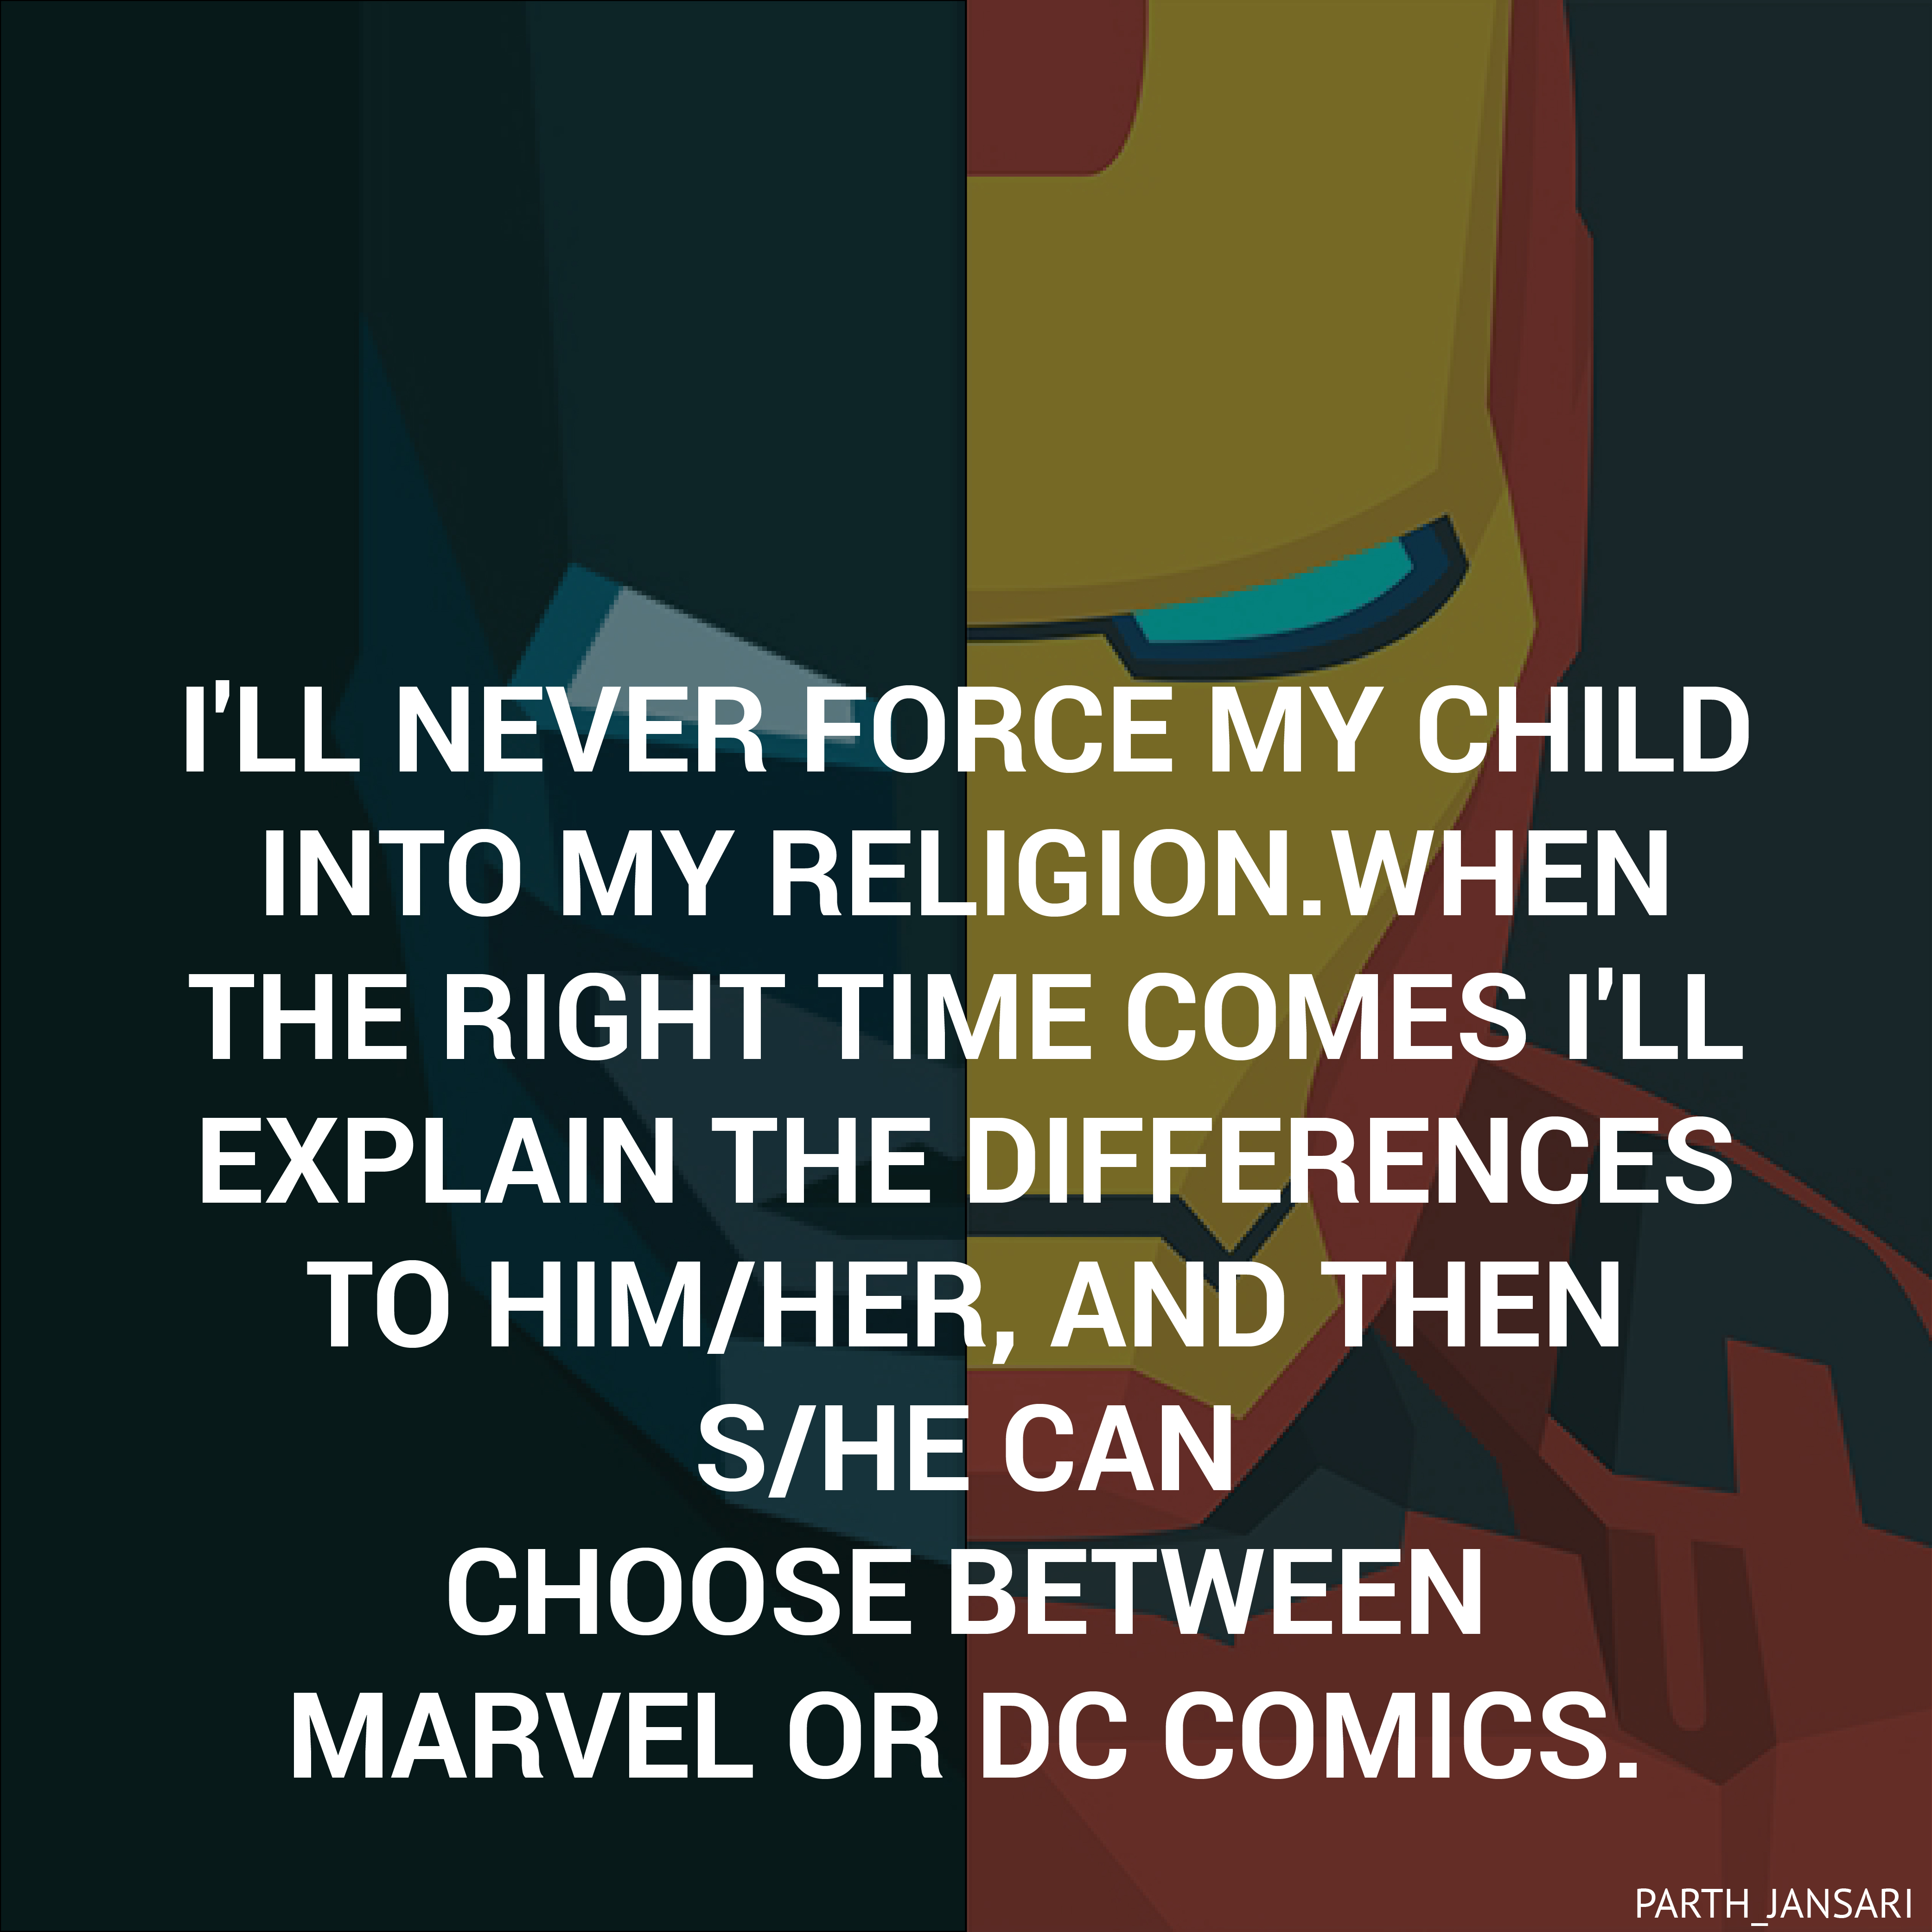 I'LL NEVER FORCE MY CHILD
INTO MY RELIGION.WHEN
THE RIGHT TIME COMES I'LL
EXPLAIN THE DIFFERENCES
TO HIM/HER, AND THEN
S/HE CAN
CHOOSE BETWEEN
MARVEL OR DC COMICS.
PARTH_JANSARI